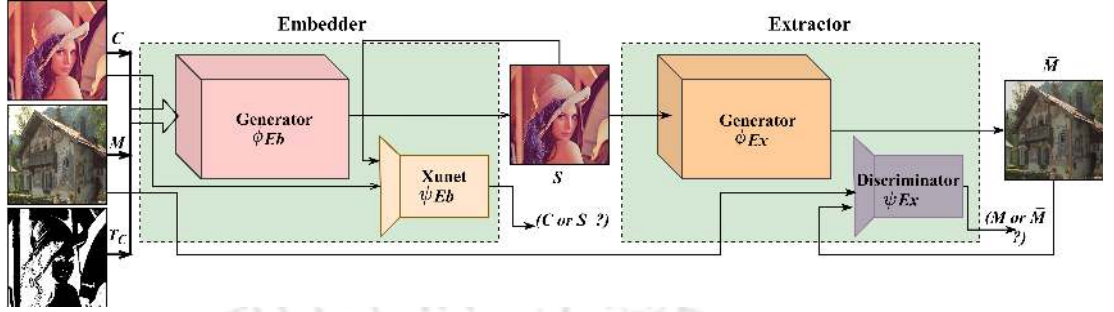 Embedder
Extractor
C
M
T_C
Generator
ϕEb
Xunet
ψEb
S
(C or S ?)
Generator
ϕEx
Discriminator
ψEx
M̄
(M or M̄
?)